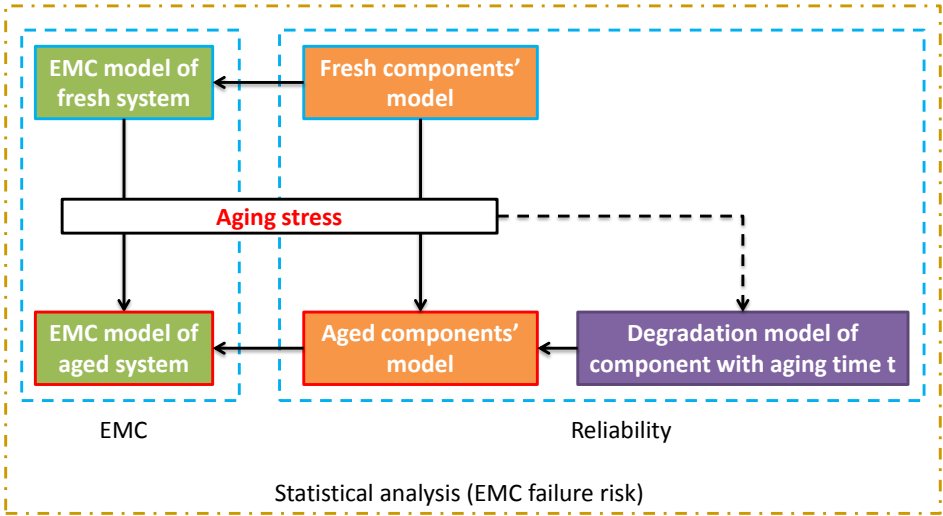 EMC model of
fresh system
Fresh components’
model
Aging stress
EMC model of
aged system
Aged components’
model
Degradation model of
component with aging time t
EMC
Reliability
Statistical analysis (EMC failure risk)